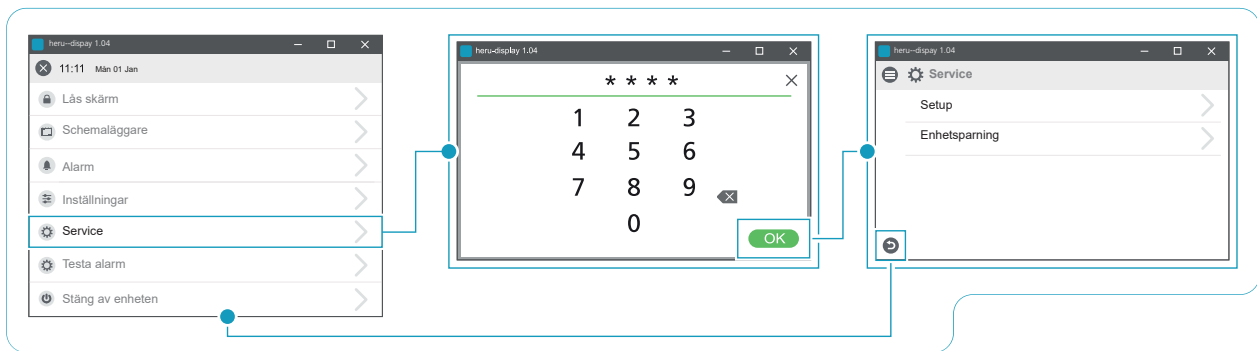 heru--dispay 1.04
11:11 Mån 01 Jan
Lås skärm
Schemaläggare
Alarm
Inställningar
Service
Testa alarm
Stäng av enheten
heru-display 1.04
* * * *
1 2 3
4 5 6
7 8 9
0
OK
heru--dispay 1.04
Service
Setup
Enhetsparning